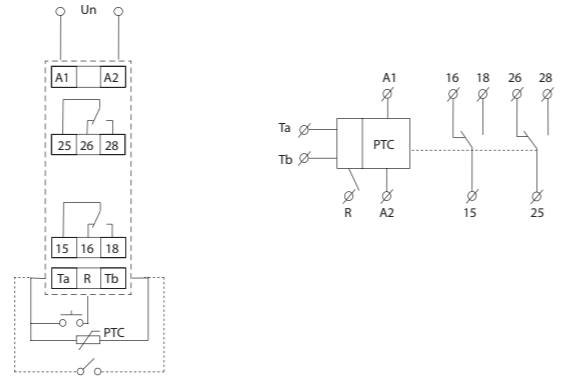 Un
A1 A2
25 26 28
15 16 18
Ta R Tb
PTC
A1 16 18 26 28
Ta
PTC
Tb
R A2 15 25